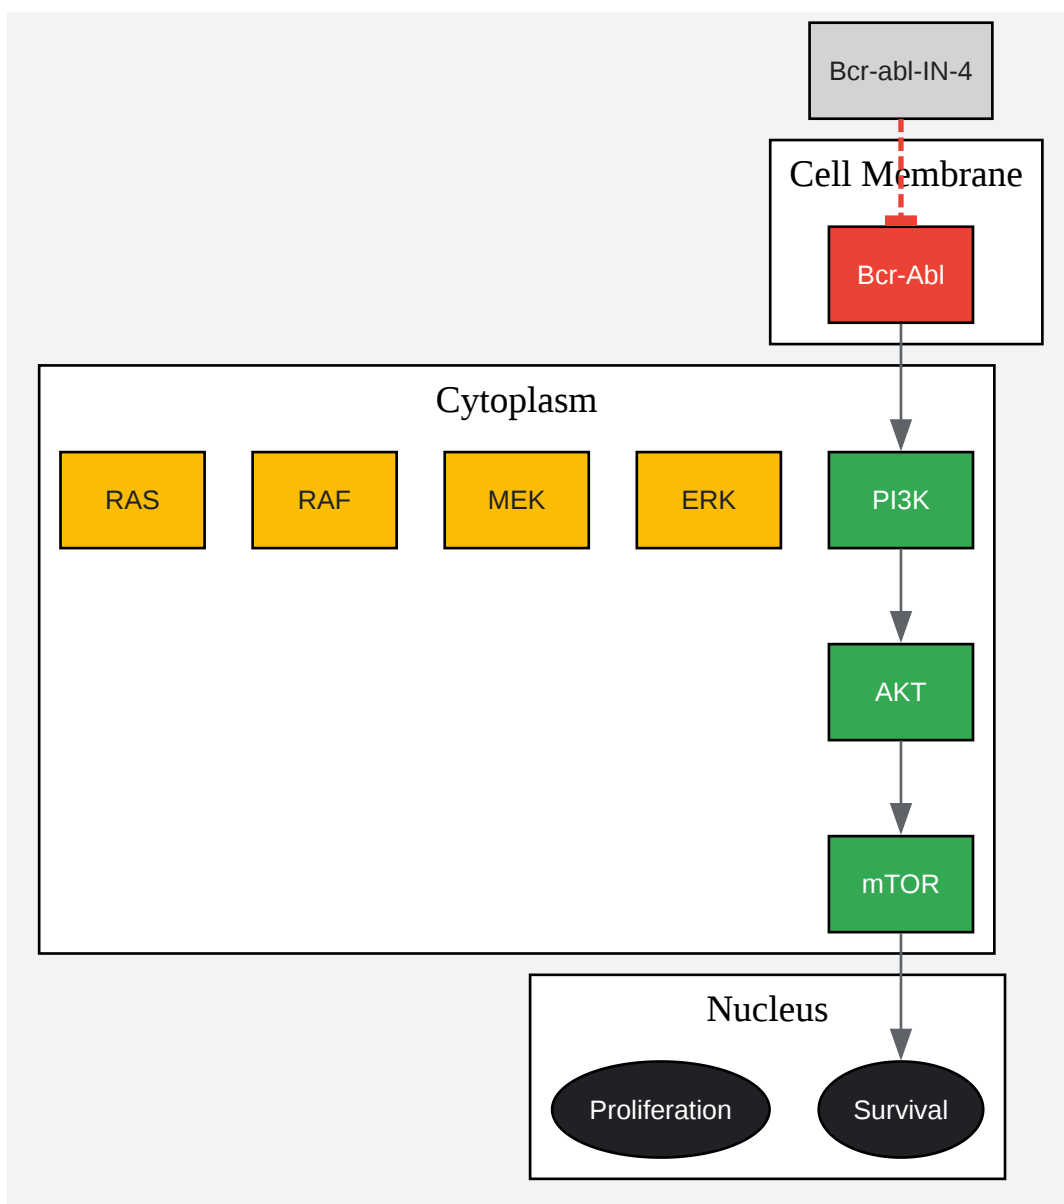 Bcr-abl-IN-4
Cell Membrane
Bcr-Abl
Cytoplasm
RAS
RAF
MEK
ERK
PI3K
AKT
mTOR
Nucleus
Proliferation
Survival